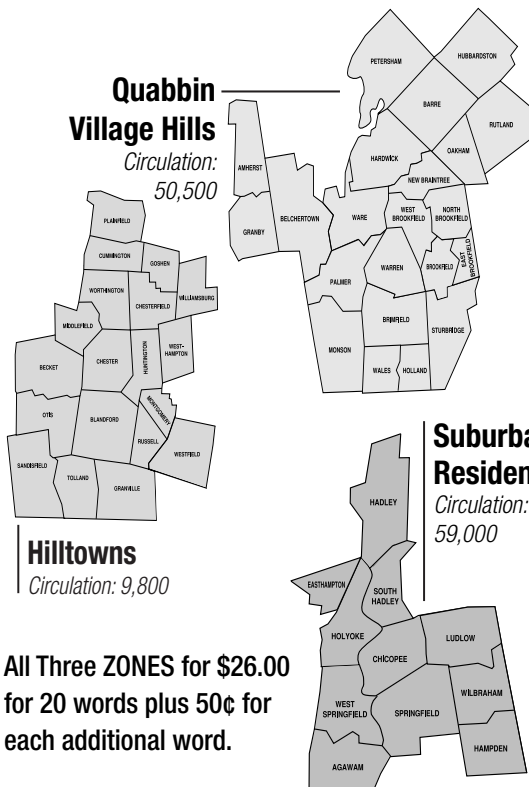 Quabbin
Village Hills
Circulation:
50,500
PETERSHAM
HUBBARDSTON
BARRE
RUTLAND
OAKHAM
HARDWICK
NEW BRAINTREE
AMHERST
BELCHERTOWN
GRANBY
WARE
WEST
BROOKFIELD
NORTH
BROOKFIELD
EAST
BROOKFIELD
BROOKFIELD
WARREN
PALMER
BRIMFIELD
STURBRIDGE
MONSON
WALES
HOLLAND
PLAINFIELD
CUMMINGTON
GOSHEN
WORTHINGTON
CHESTERFIELD
WILLIAMSBURG
MIDDLEFIELD
WEST-
HAMPTON
HUNTINGTON
CHESTER
BECKET
MONTGOMERY
OTIS
BLANDFORD
RUSSELL
WESTFIELD
SANDISFIELD
TOLLAND
GRANVILLE
Hilltowns
Circulation: 9,800
Suburba
Residen
Circulation:
59,000
HADLEY
EASTHAMPTON
SOUTH
HADLEY
HOLYOKE
CHICOPEE
LUDLOW
WEST
SPRINGFIELD
SPRINGFIELD
WILBRAHAM
HAMPDEN
AGAWAM
All Three ZONES for $26.00
for 20 words plus 50¢ for
each additional word.